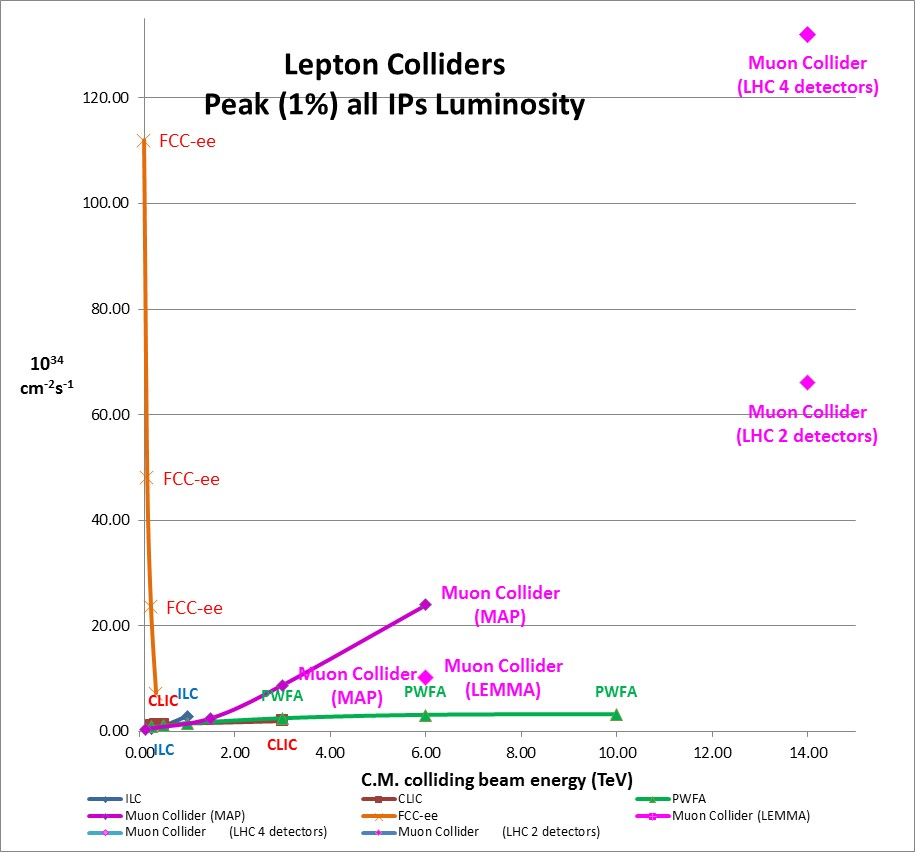 Lepton Colliders
Peak (1%) all IPs Luminosity
Muon Collider
(LHC 4 detectors)
120.00
FCC-ee
100.00
80.00
10³⁴
cm⁻²s⁻¹
60.00
Muon Collider
(LHC 2 detectors)
FCC-ee
40.00
FCC-ee
20.00
Muon Collider
(MAP)
Muon Collider
(MAP)
Muon Collider
(LEMMA)
CLIC
ILC
PWFA
PWFA
PWFA
0.00
ILC
CLIC
0.00 2.00 4.00 6.00 8.00 10.00 12.00 14.00
C.M. colliding beam energy (TeV)
ILC CLIC PWFA
Muon Collider (MAP) FCC-ee Muon Collider (LEMMA)
Muon Collider (LHC 4 detectors) Muon Collider (LHC 2 detectors)